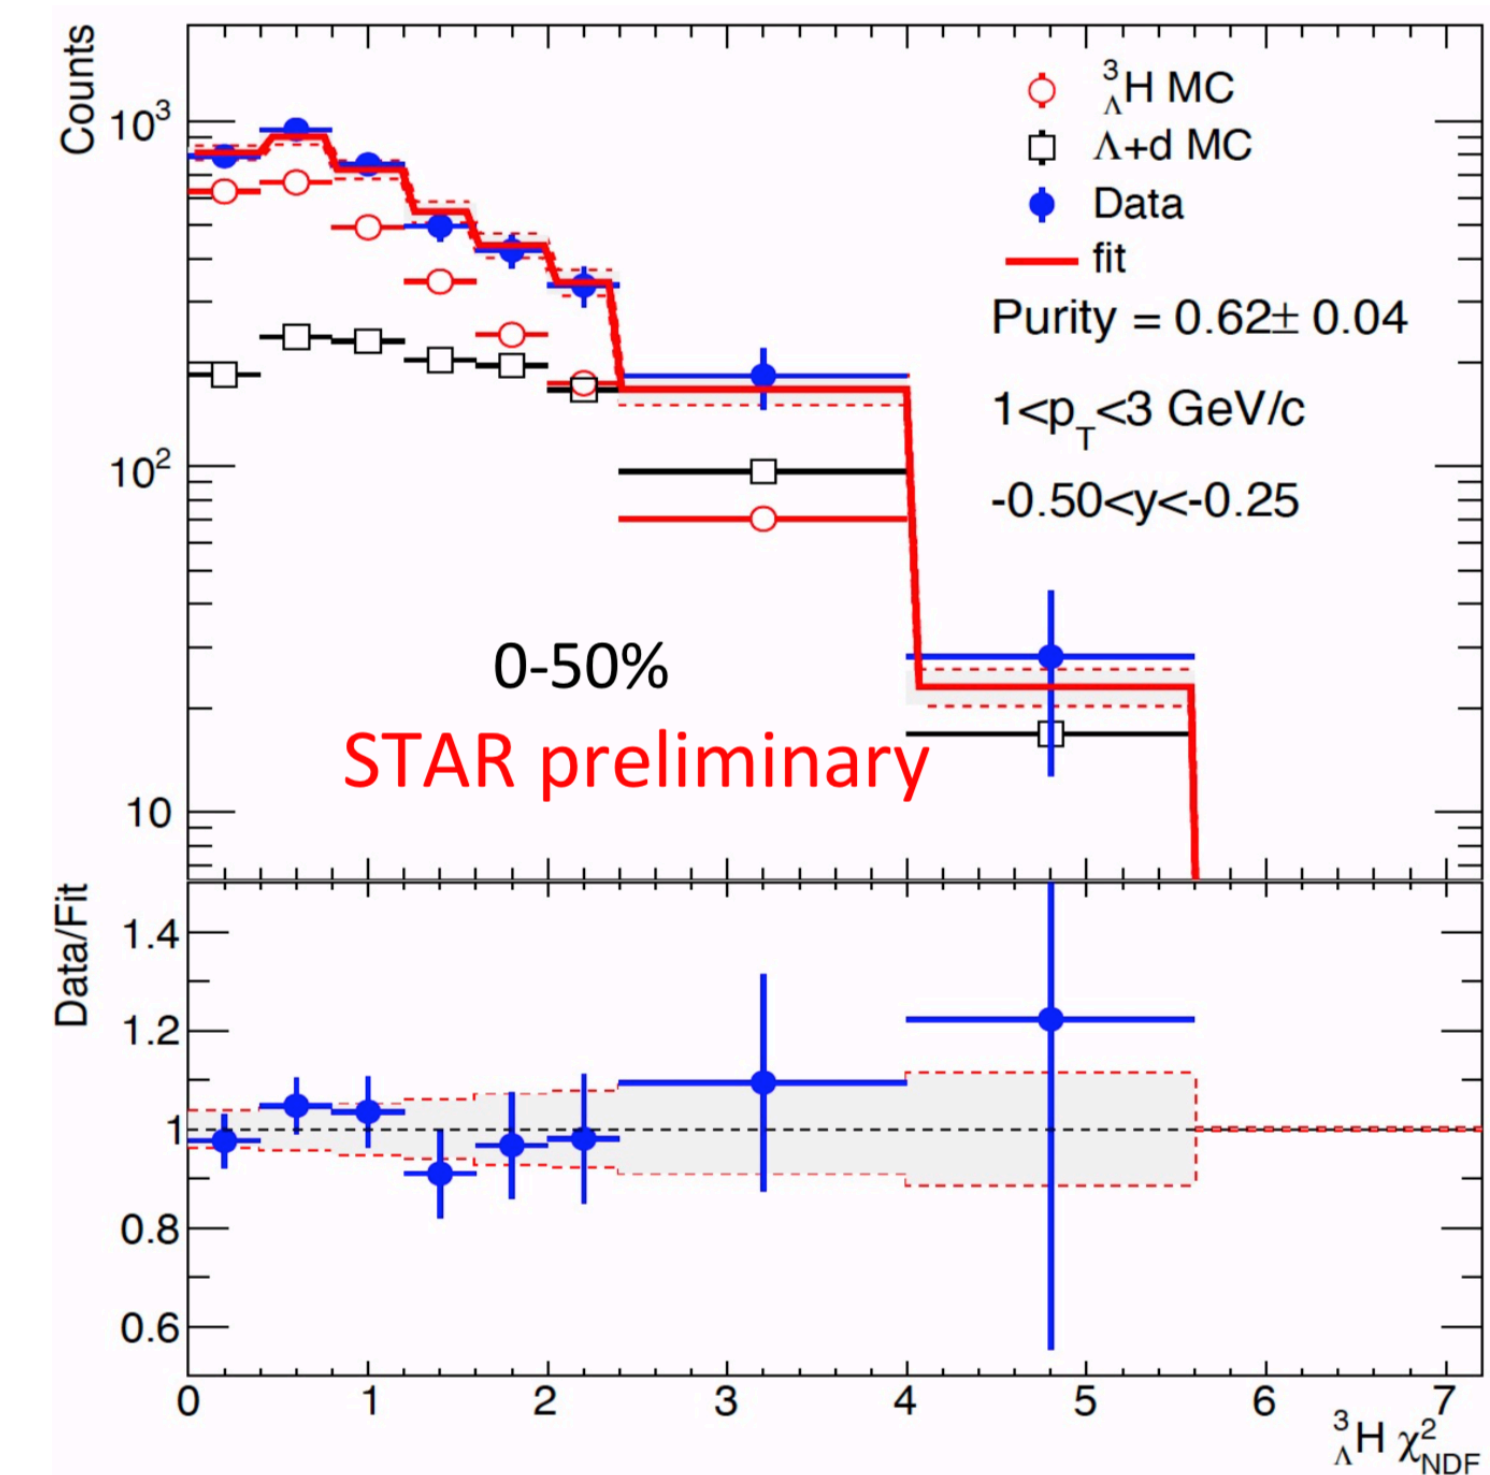 Counts
10³
10²
10
³ΛH MC
Λ+d MC
Data
fit
Purity = 0.62± 0.04
1<pT<3 GeV/c
-0.50<y<-0.25
0-50%
STAR preliminary
Data/Fit
1.4
1.2
1
0.8
0.6
0 1 2 3 4 5 6 7
³ΛH χ²NDF